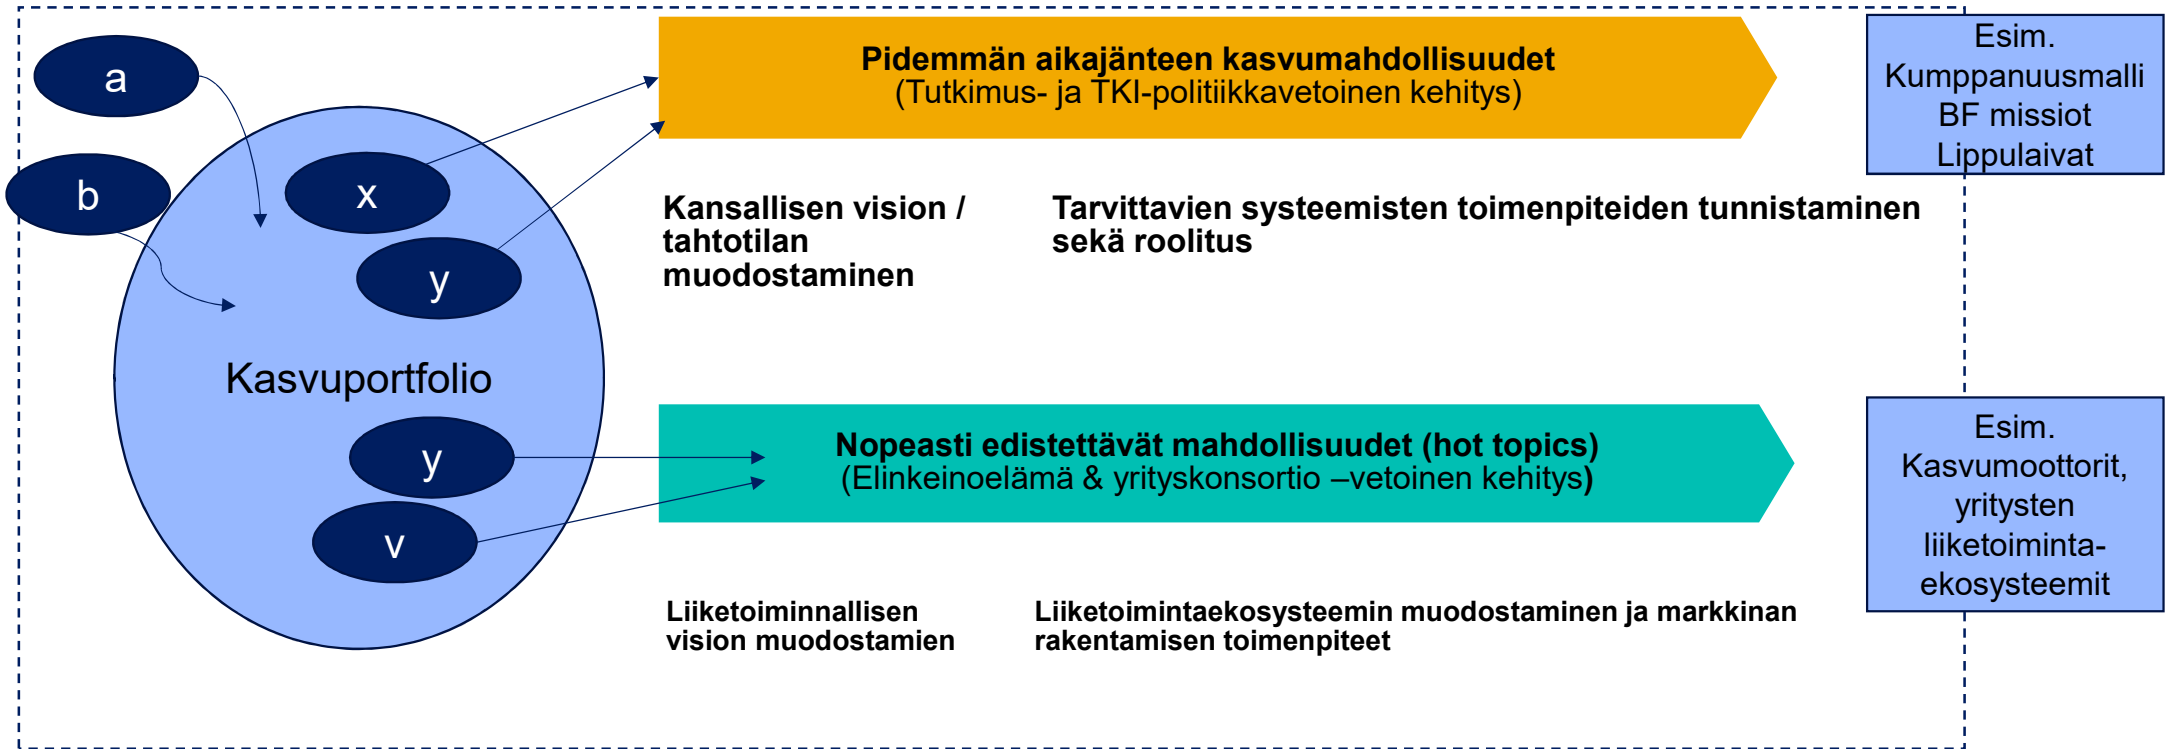 a
b
x
y
Kasvuportfolio
y
v
Pidemmän aikajänteen kasvumahdollisuudet
(Tutkimus- ja TKI-politiikkavetoinen kehitys)
Esim.
Kumppanuusmalli
BF missiot
Lippulaivat
Kansallisen vision /
tahtotilan
muodostaminen
Tarvittavien systeemisten toimenpiteiden tunnistaminen
sekä roolitus
Nopeasti edistettävät mahdollisuudet (hot topics)
(Elinkeinoelämä & yrityskonsortio –vetoinen kehitys)
Esim.
Kasvumoottorit,
yritysten
liiketoiminta-
ekosysteemit
Liiketoiminnallisen
vision muodostamien
Liiketoimintaekosysteemin muodostaminen ja markkinan
rakentamisen toimenpiteet